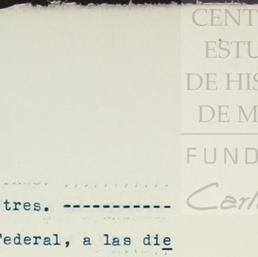 CENT
ESTU
DE HIS
DE M
FUND
Carl
tres. -----------
Federal, a las die